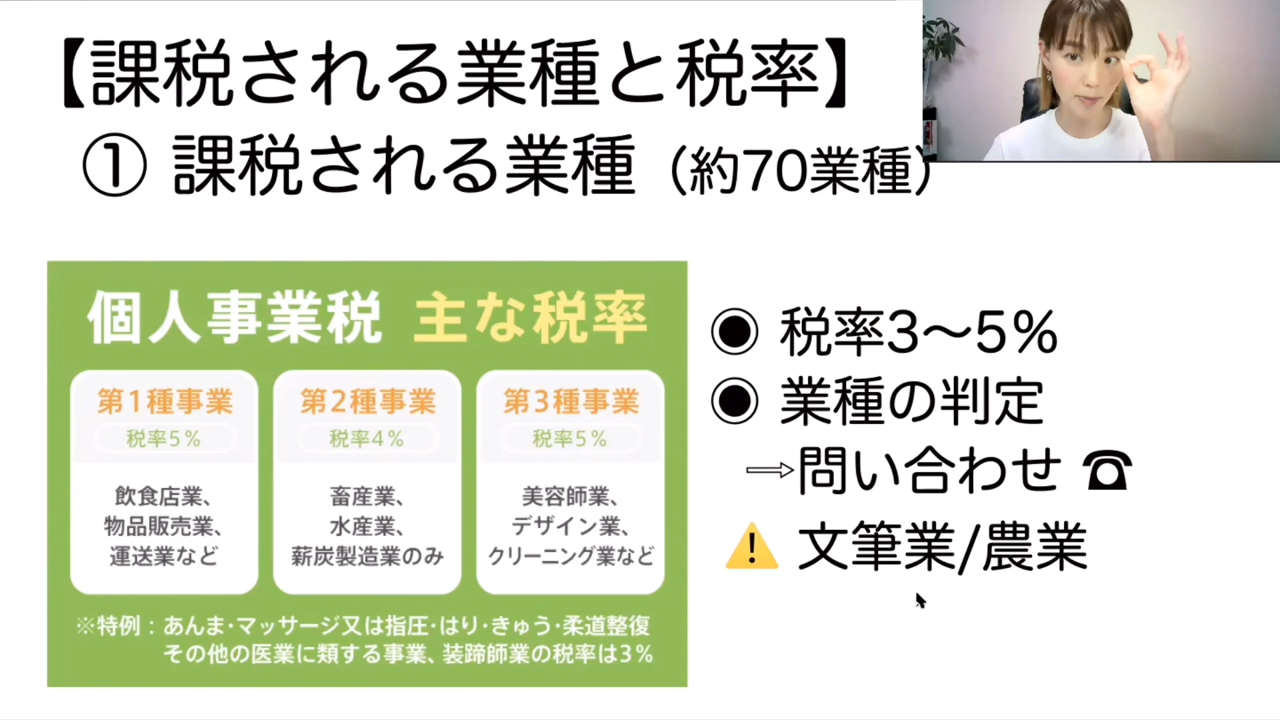 【課税される業種と税率】
① 課税される業種（約70業種）
個人事業税 主な税率
第1種事業
税率5%
飲食店業、
物品販売業、
運送業など
第2種事業
税率4%
畜産業、
水産業、
薪炭製造業のみ
第3種事業
税率5%
美容師業、
デザイン業、
クリーニング業など
※特例：あんま・マッサージ又は指圧・はり・きゅう・柔道整復
その他の医業に類する事業、装蹄師業の税率は3%
◉ 税率3〜5%
◉ 業種の判定
⇨問い合わせ ☎
⚠ 文筆業/農業